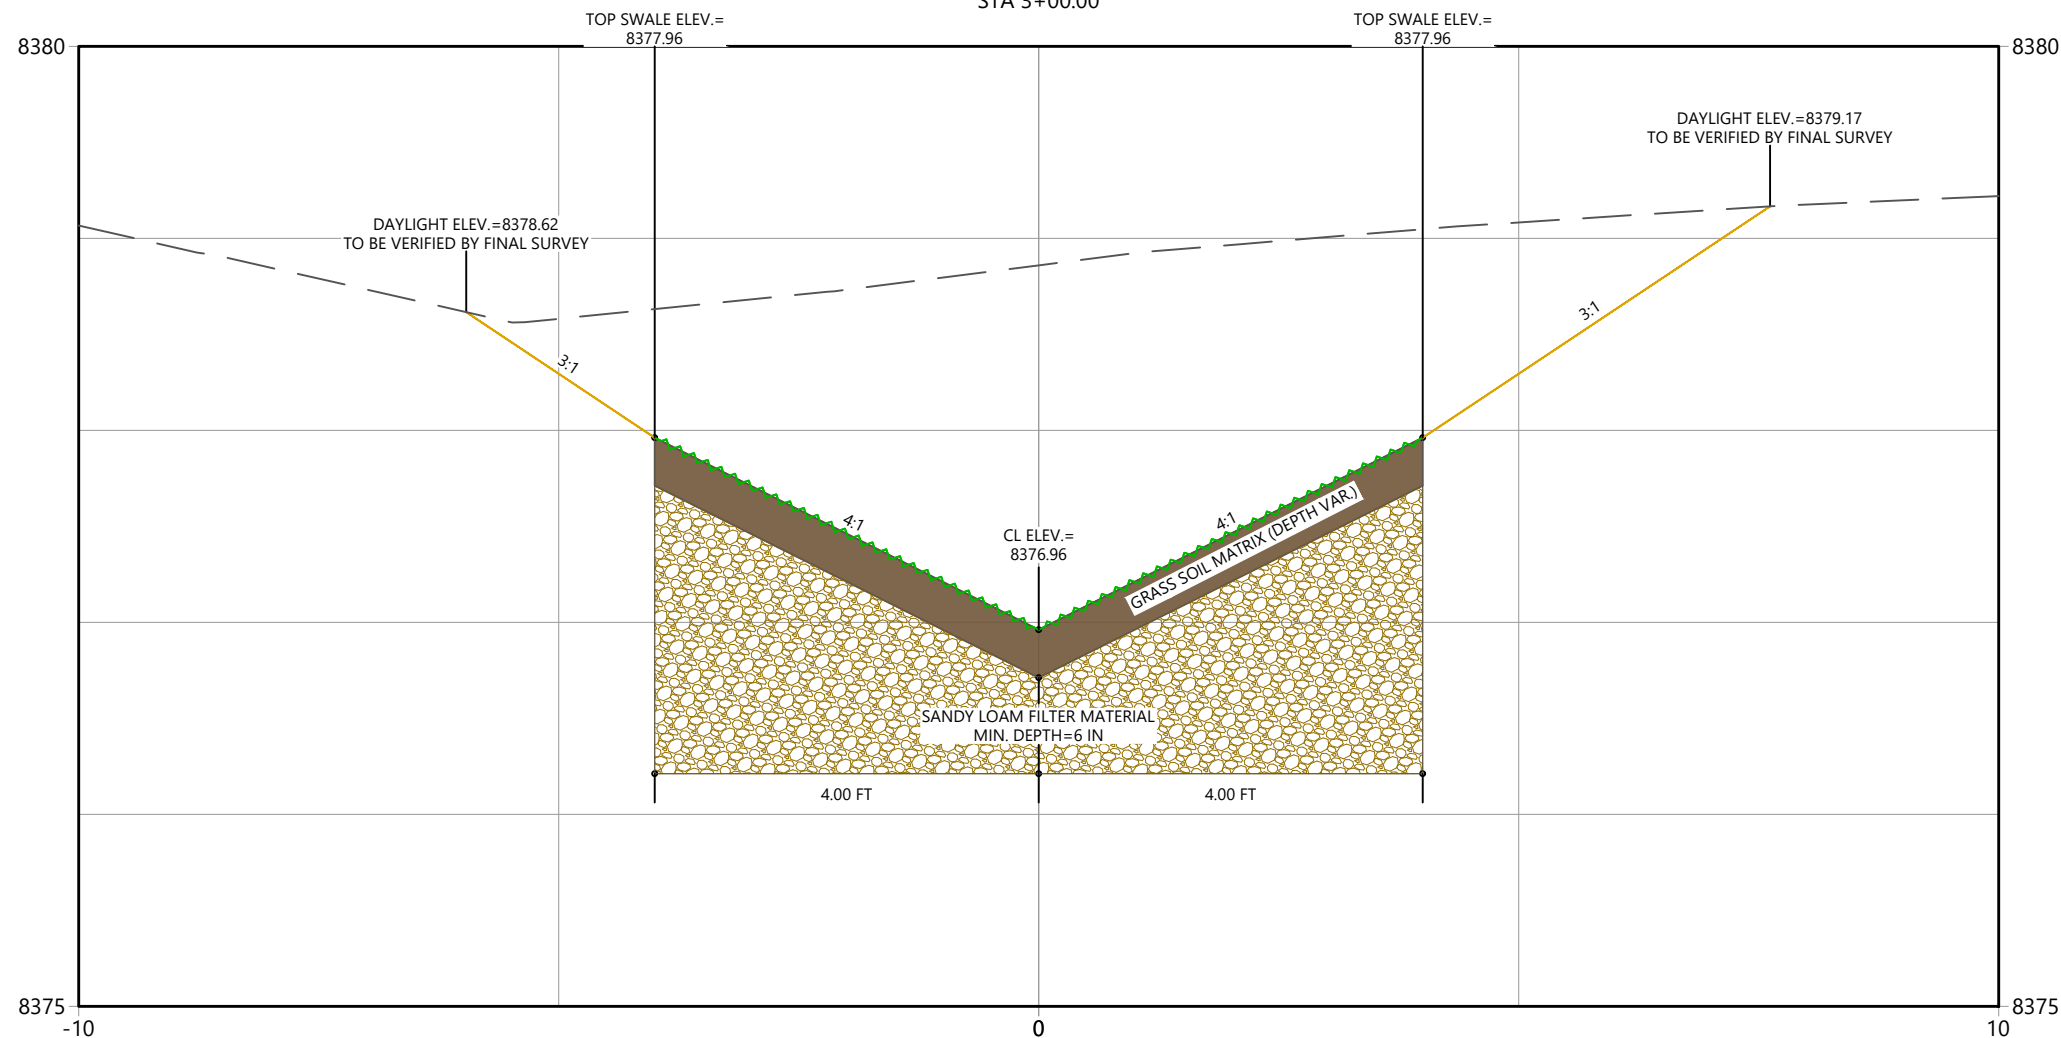 STA 3+00.00
TOP SWALE ELEV.=
8377.96
TOP SWALE ELEV.=
8377.96
8380
8380
DAYLIGHT ELEV.=8379.17
TO BE VERIFIED BY FINAL SURVEY
DAYLIGHT ELEV.=8378.62
TO BE VERIFIED BY FINAL SURVEY
3:1
3:1
4:1
4:1
GRASS SOIL MATRIX (DEPTH VAR.)
CL ELEV.=
8376.96
SANDY LOAM FILTER MATERIAL
MIN. DEPTH=6 IN
4.00 FT
4.00 FT
8375
8375
-10
0
10